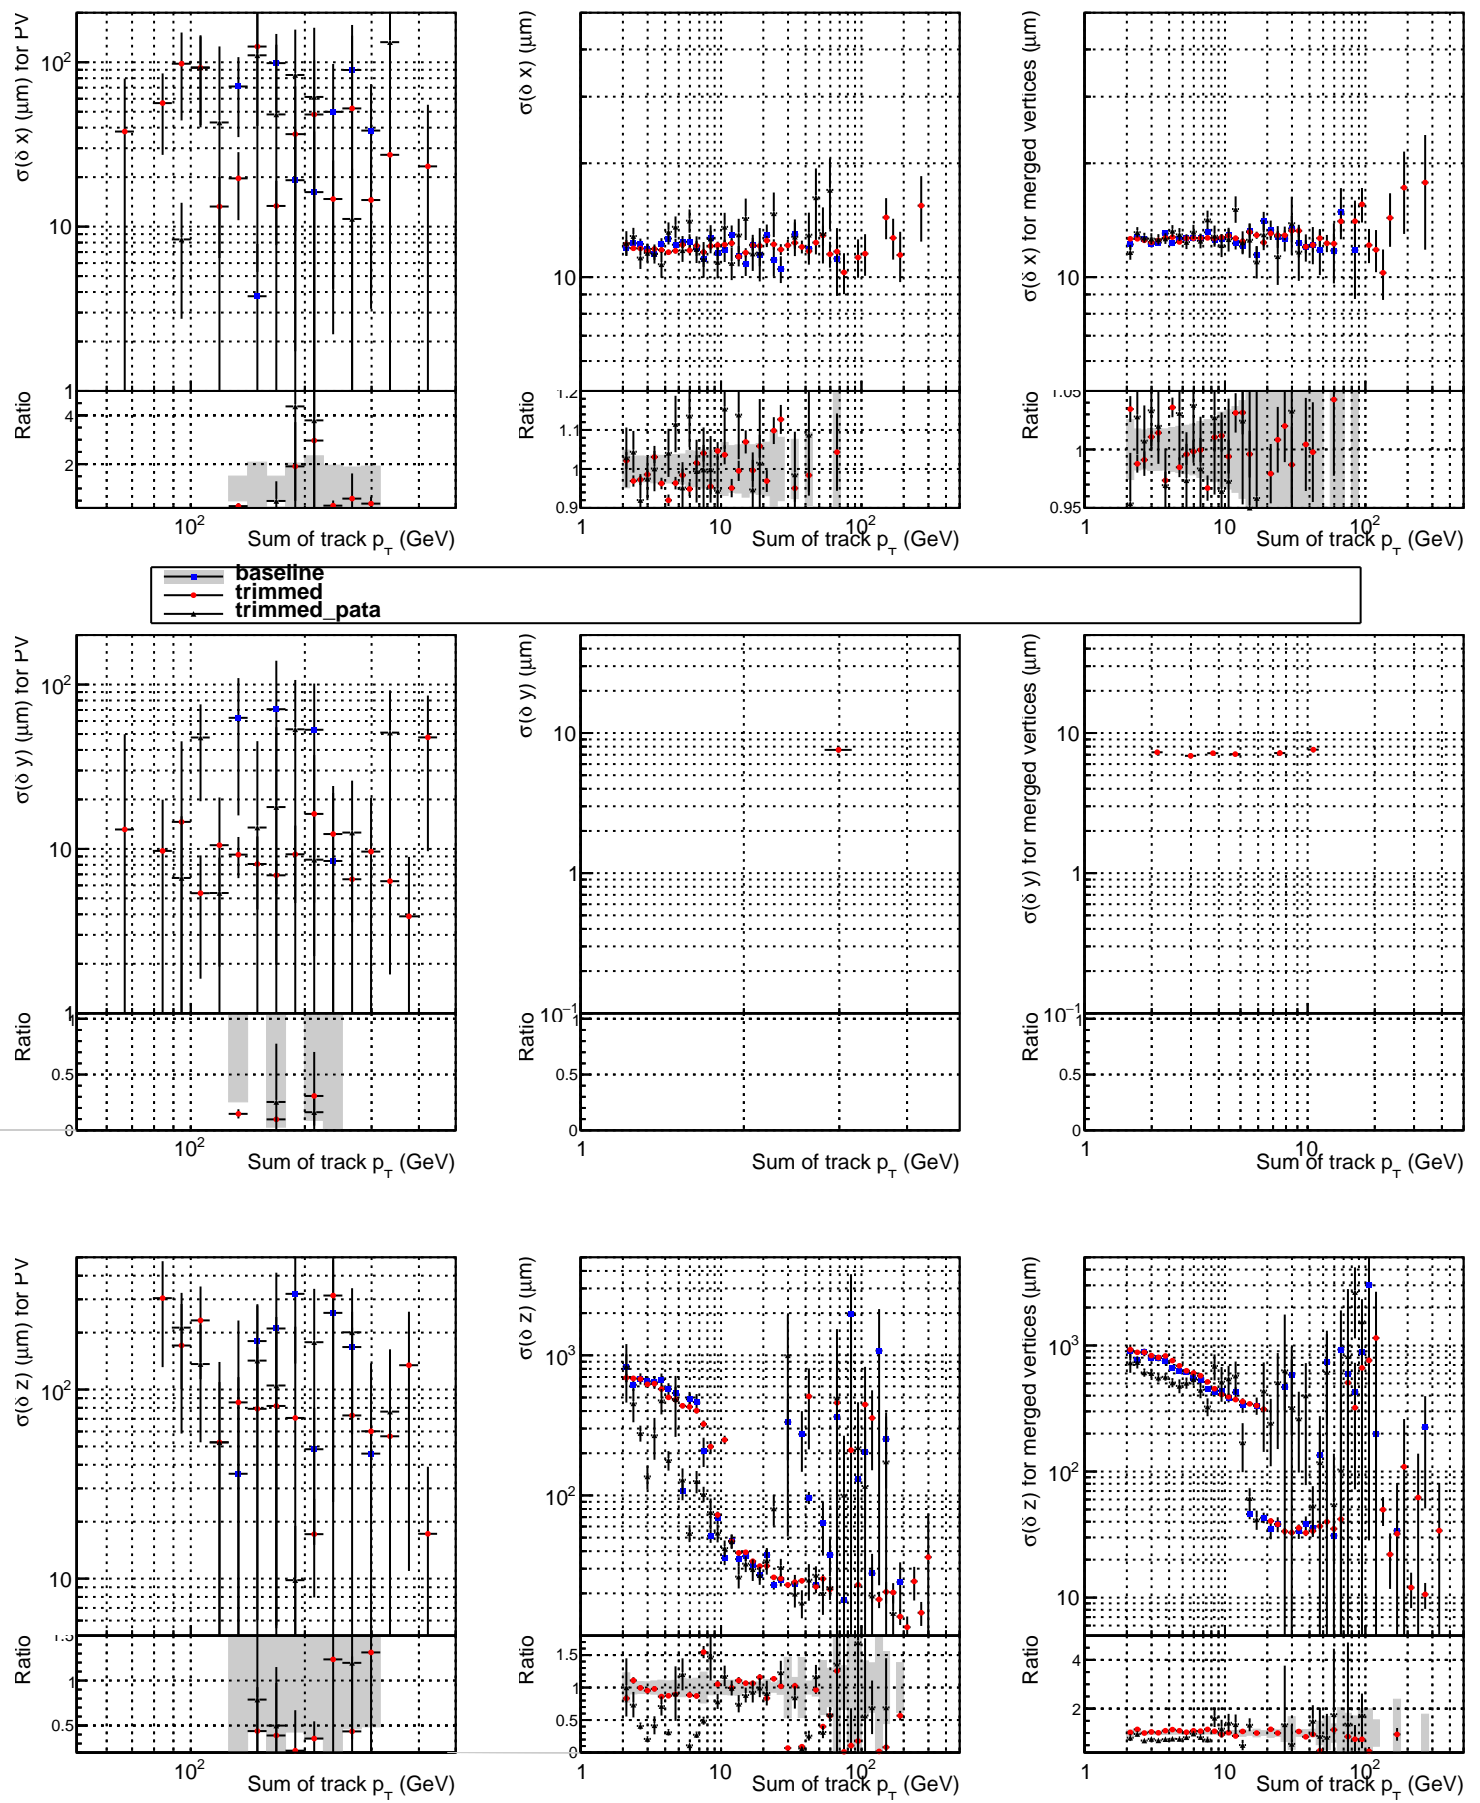 σ(δ x) (μm) for PV
10²
10
1
Ratio
4
2
10²
Sum of track p_T (GeV)
σ(δ x) (μm)
10
Ratio
1.2
1.1
1.0
0.9
1
10
10²
Sum of track p_T (GeV)
σ(δ x) for merged vertices (μm)
10
Ratio
1.05
1
0.95
1
10
10²
Sum of track p_T (GeV)
baseline
trimmed
trimmed_pata
σ(δ y) (μm) for PV
10²
10
1
Ratio
1
0.5
0
10²
Sum of track p_T (GeV)
σ(δ y) (μm)
10
1
10⁻¹
Ratio
1
0.5
0
1
Sum of track p_T (GeV)
σ(δ y) for merged vertices (μm)
10
1
10⁻¹
Ratio
1
0.5
0
1
10
Sum of track p_T (GeV)
σ(δ z) (μm) for PV
10²
10
Ratio
1.5
1
0.5
10²
Sum of track p_T (GeV)
σ(δ z) (μm)
10³
10²
Ratio
1.5
1
0.5
0
1
10
10²
Sum of track p_T (GeV)
σ(δ z) for merged vertices (μm)
10³
10²
10
Ratio
4
2
1
10
10²
Sum of track p_T (GeV)